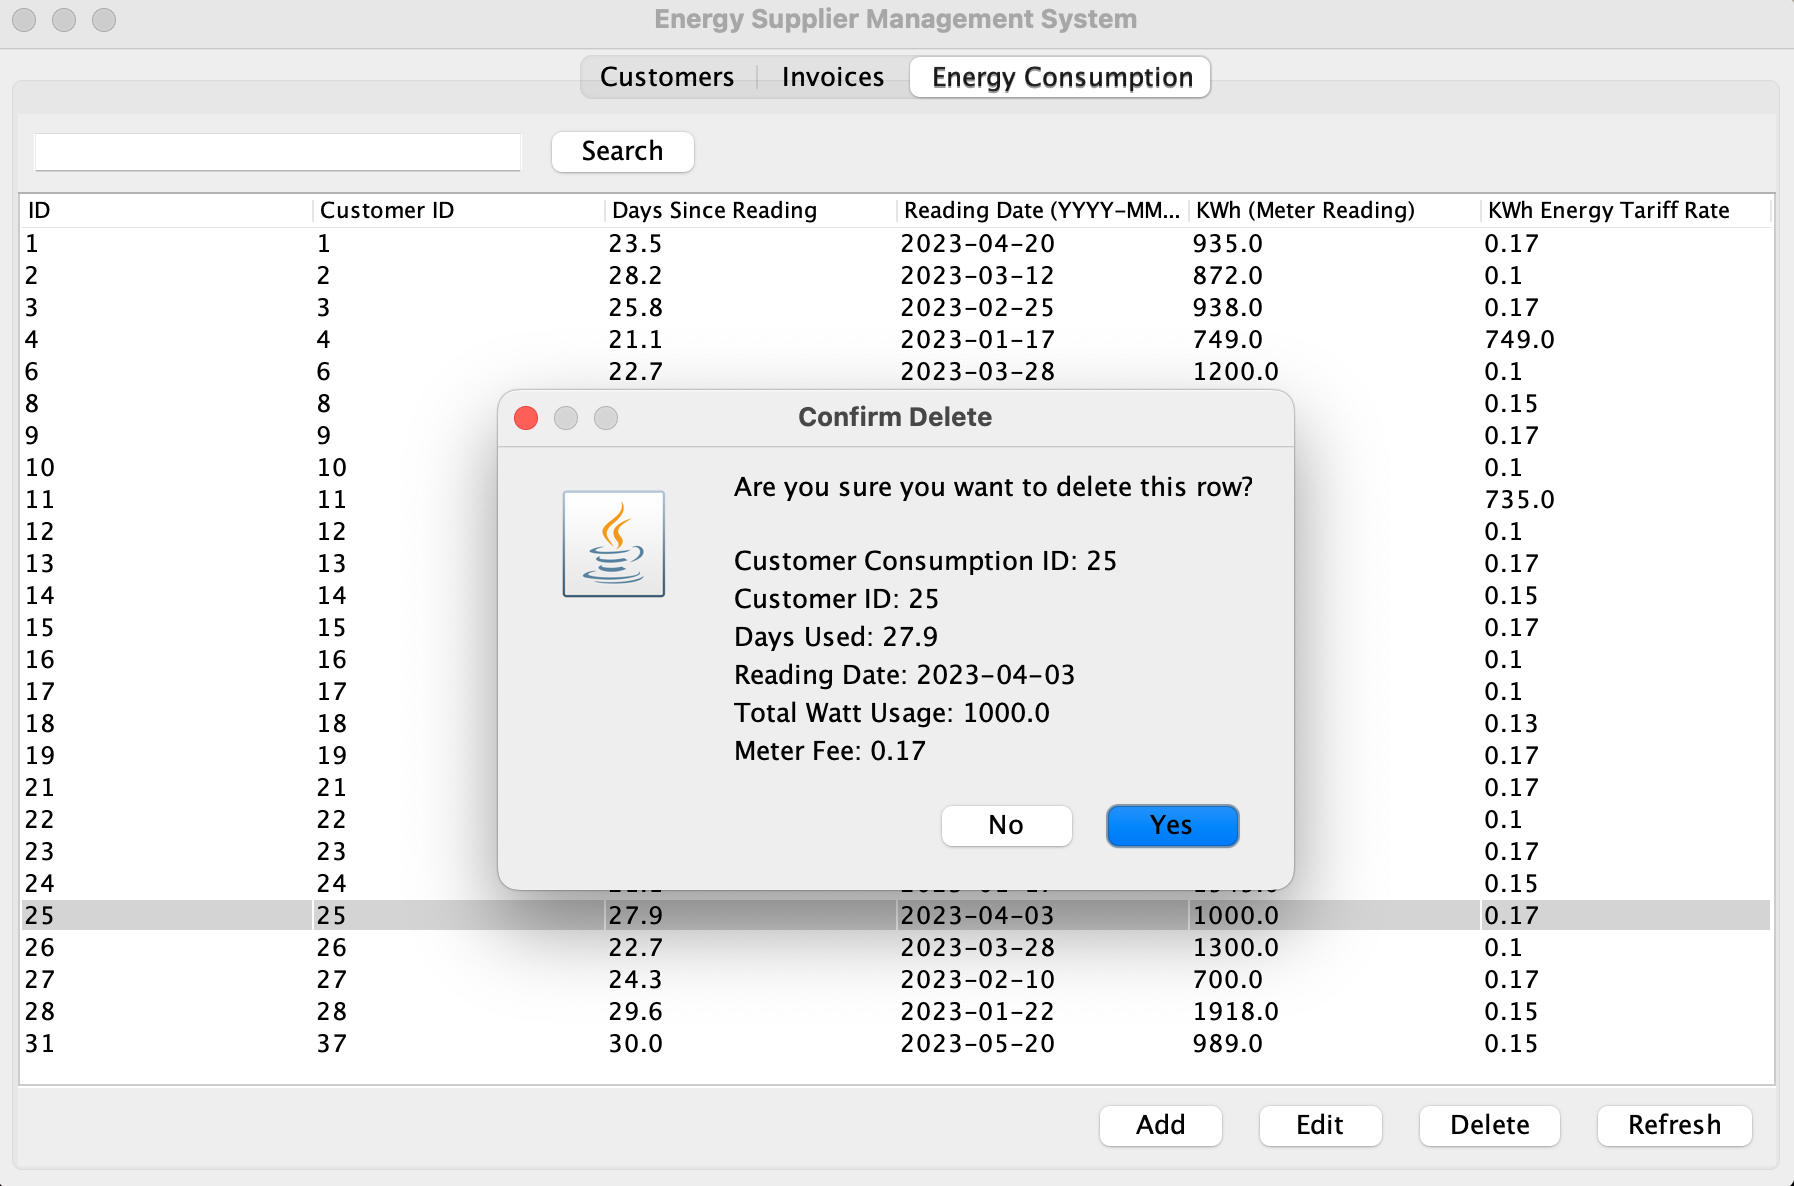 Energy Supplier Management System
Customers Invoices Energy Consumption
Search
ID Customer ID Days Since Reading Reading Date (YYYY-MM... KWh (Meter Reading) KWh Energy Tariff Rate
1 1 23.5 2023-04-20 935.0 0.17
2 2 28.2 2023-03-12 872.0 0.1
3 3 25.8 2023-02-25 938.0 0.17
4 4 21.1 2023-01-17 749.0 749.0
6 6 22.7 2023-03-28 1200.0 0.1
8 8 0.15
9 9 0.17
10 10 0.1
11 11 735.0
12 12 0.1
13 13 0.17
14 14 0.15
15 15 0.17
16 16 0.1
17 17 0.1
18 18 0.13
19 19 0.17
21 21 0.17
22 22 0.1
23 23 0.17
24 24 0.15
25 25 27.9 2023-04-03 1000.0 0.17
26 26 22.7 2023-03-28 1300.0 0.1
27 27 24.3 2023-02-10 700.0 0.17
28 28 29.6 2023-01-22 1918.0 0.15
31 37 30.0 2023-05-20 989.0 0.15
Confirm Delete
Are you sure you want to delete this row?
Customer Consumption ID: 25
Customer ID: 25
Days Used: 27.9
Reading Date: 2023-04-03
Total Watt Usage: 1000.0
Meter Fee: 0.17
No Yes
Add Edit Delete Refresh